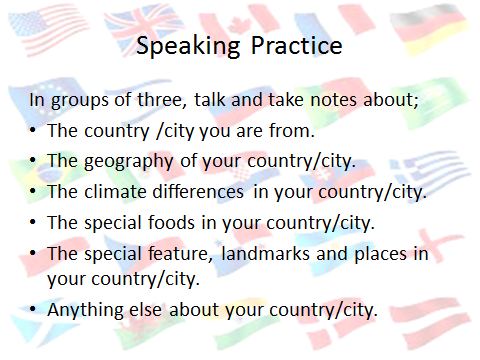 Speaking Practice
In groups of three, talk and take notes about;
• The country /city you are from.
• The geography of your country/city.
• The climate differences in your country/city.
• The special foods in your country/city.
• The special feature, landmarks and places in
your country/city.
• Anything else about your country/city.